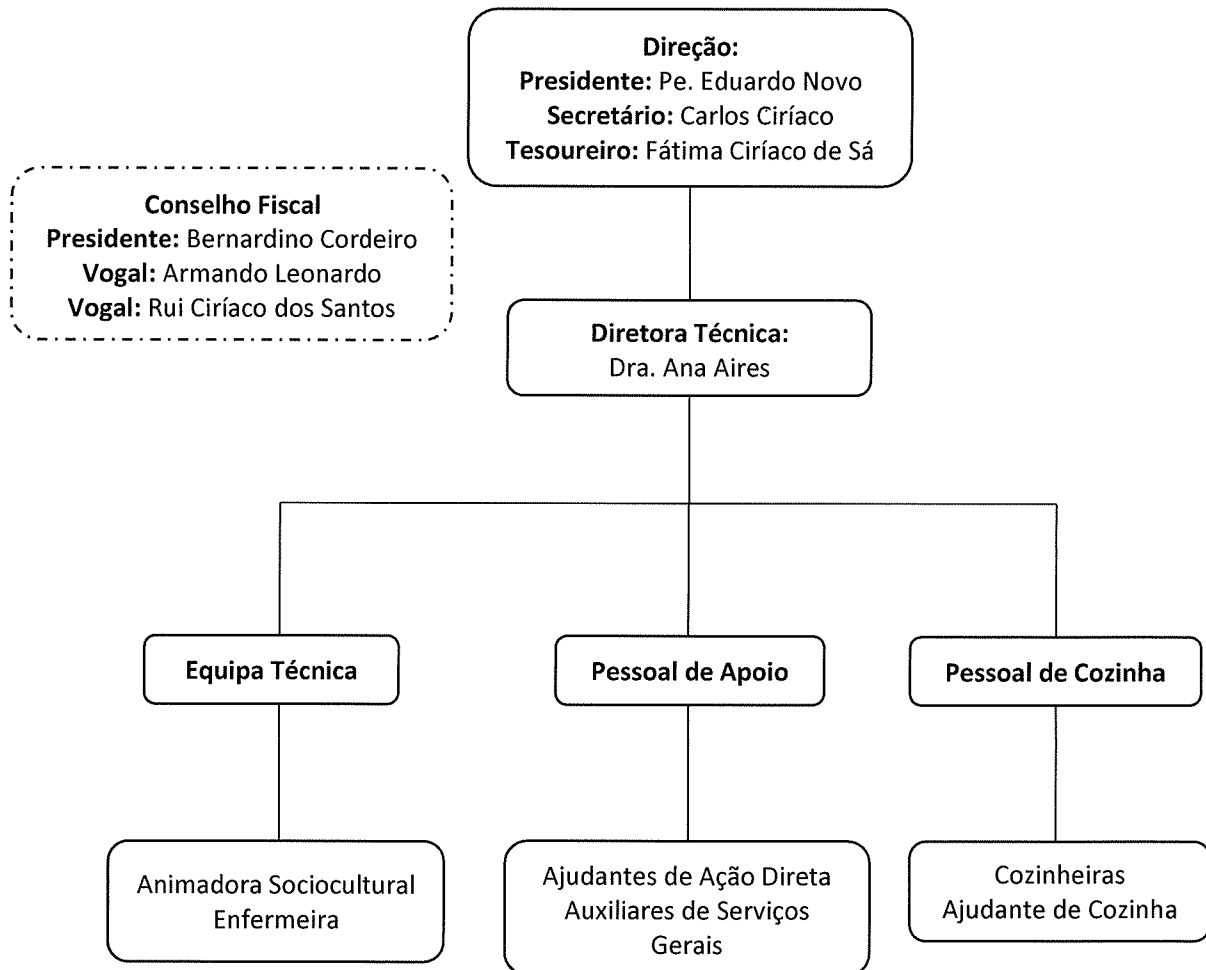 Direção:
Presidente: Pe. Eduardo Novo
Secretário: Carlos Ciríaco
Tesoureiro: Fátima Ciríaco de Sá
Conselho Fiscal
Presidente: Bernardino Cordeiro
Vogal: Armando Leonardo
Vogal: Rui Ciríaco dos Santos
Diretora Técnica:
Dra. Ana Aires
Equipa Técnica
Pessoal de Apoio
Pessoal de Cozinha
Animadora Sociocultural
Enfermeira
Ajudantes de Ação Direta
Auxiliares de Serviços
Gerais
Cozinheiras
Ajudante de Cozinha